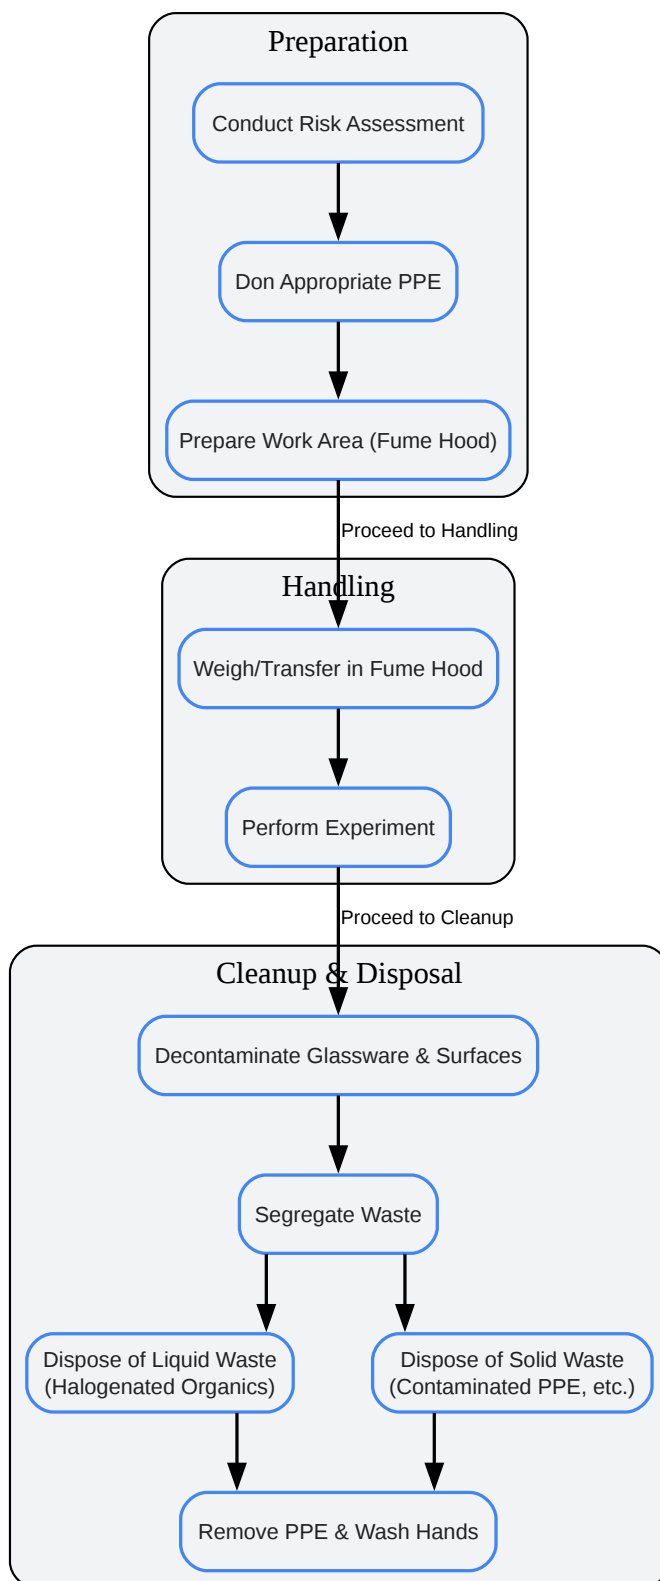 Preparation
Conduct Risk Assessment
Don Appropriate PPE
Prepare Work Area (Fume Hood)
Proceed to Handling
Handling
Weigh/Transfer in Fume Hood
Perform Experiment
Proceed to Cleanup
Cleanup & Disposal
Decontaminate Glassware & Surfaces
Segregate Waste
Dispose of Liquid Waste
(Halogenated Organics)
Dispose of Solid Waste
(Contaminated PPE, etc.)
Remove PPE & Wash Hands